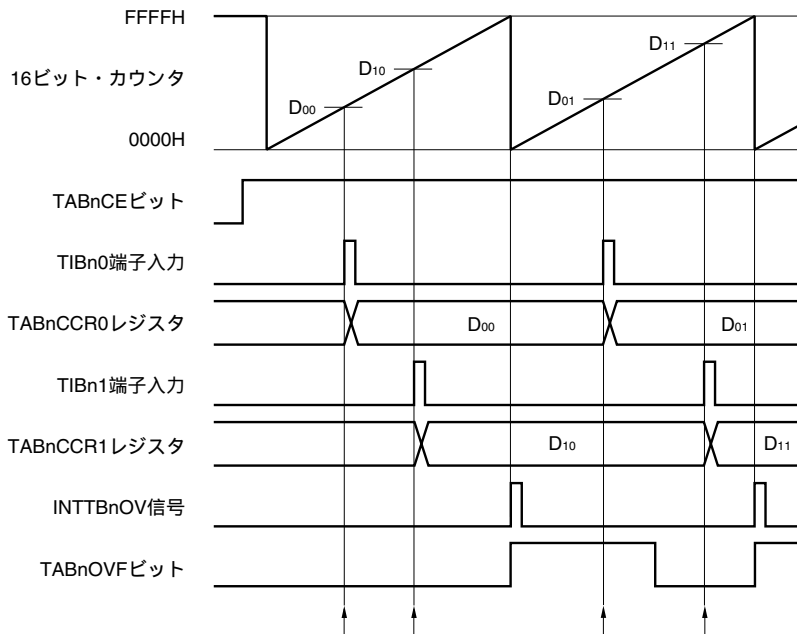 FFFFH
16ビット・カウンタ
0000H
D00
D10
D01
D11
TABnCEビット
TIBn0端子入力
TABnCCR0レジスタ
D00
D01
TIBn1端子入力
TABnCCR1レジスタ
D10
D11
INTTBnOV信号
TABnOVFビット